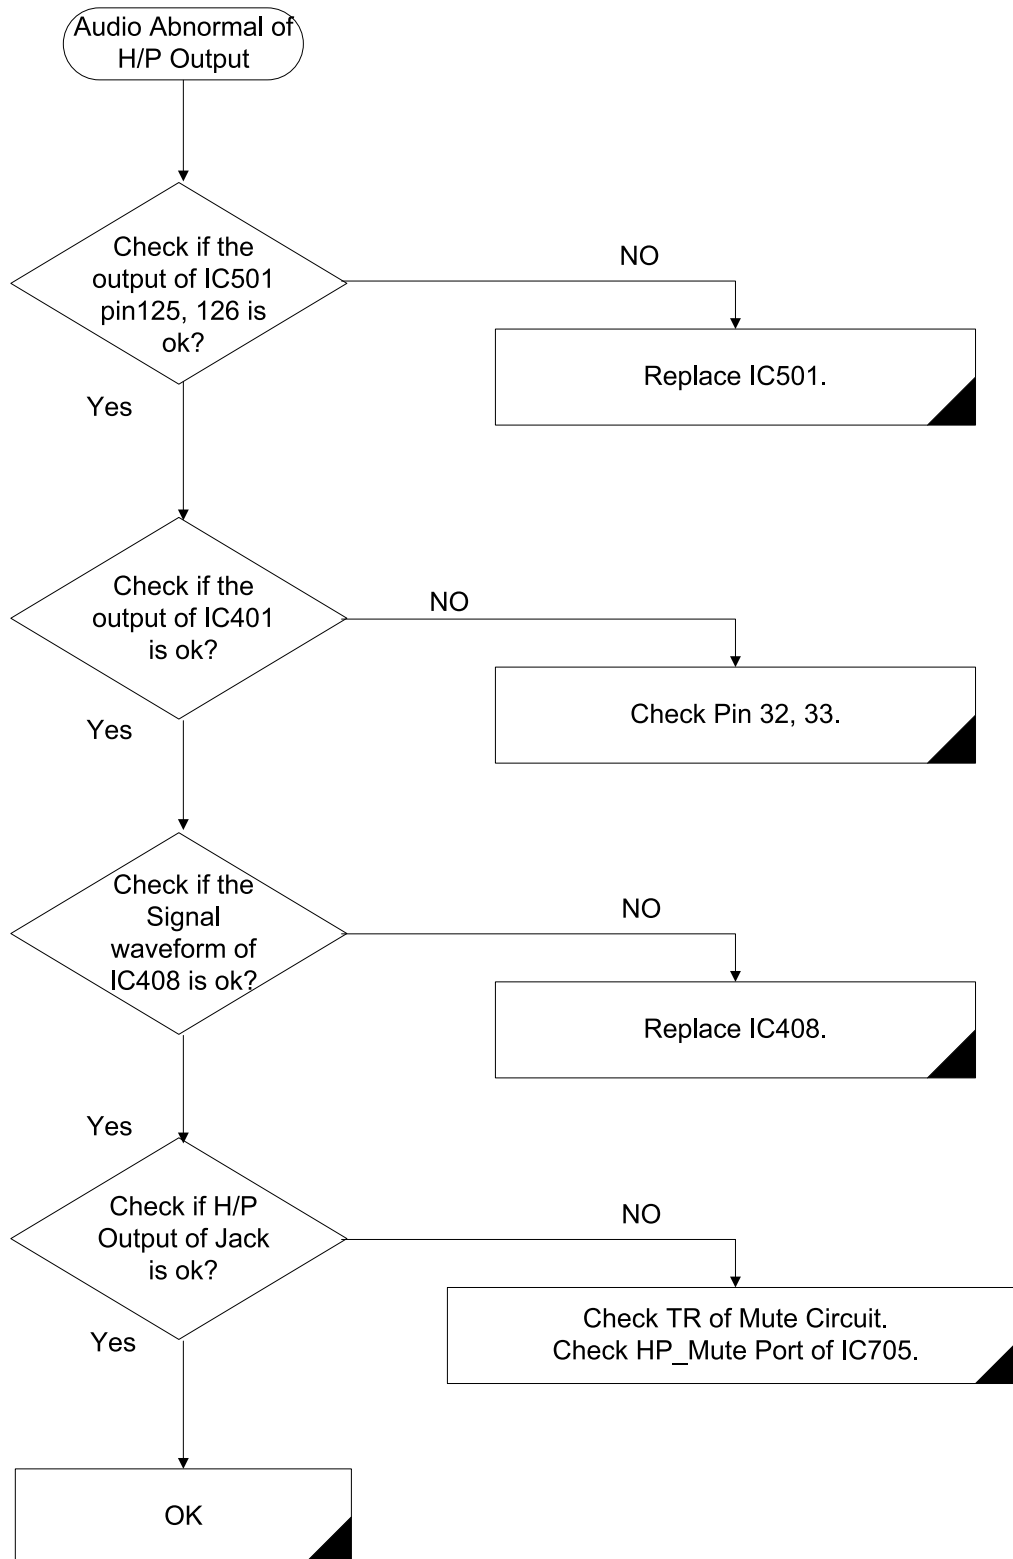 Audio Abnormal of
H/P Output
Check if the
output of IC501
pin125, 126 is
ok?
NO
Replace IC501.
Yes
Check if the
output of IC401
is ok?
NO
Check Pin 32, 33.
Yes
Check if the
Signal
waveform of
IC408 is ok?
NO
Replace IC408.
Yes
Check if H/P
Output of Jack
is ok?
NO
Check TR of Mute Circuit.
Check HP_Mute Port of IC705.
Yes
OK